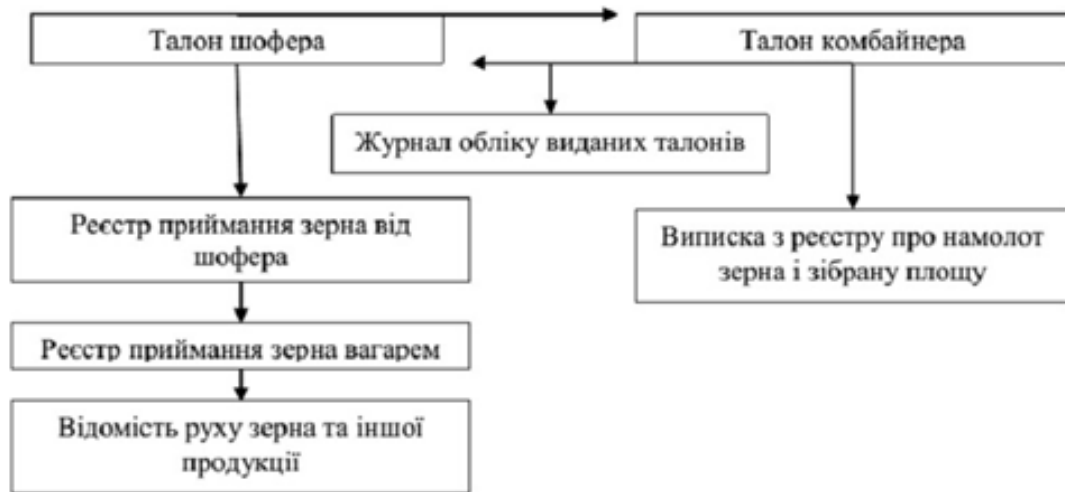 Талон шофера
Талон комбайнера
Журнал обліку виданих талонів
Реєстр приймання зерна від
шофера
Виписка з реєстру про намолот
зерна і зібрану площу
Реєстр приймання зерна вагарем
Відомість руху зерна та іншої
продукції